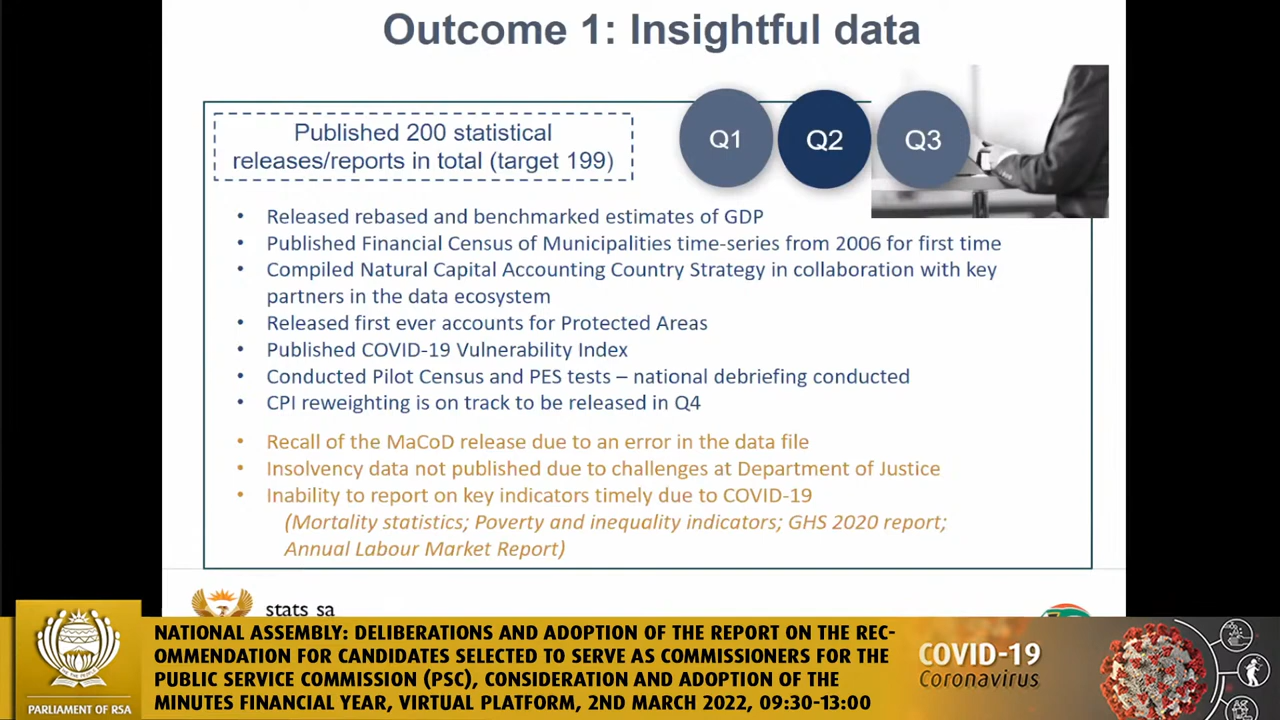 Outcome 1: Insightful data
Published 200 statistical
releases/reports in total (target 199)
Q1
Q2
Q3
• Released rebased and benchmarked estimates of GDP
• Published Financial Census of Municipalities time-series from 2006 for first time
• Compiled Natural Capital Accounting Country Strategy in collaboration with key
partners in the data ecosystem
• Released first ever accounts for Protected Areas
• Published COVID-19 Vulnerability Index
• Conducted Pilot Census and PES tests – national debriefing conducted
• CPI reweighting is on track to be released in Q4
• Recall of the MaCoD release due to an error in the data file
• Insolvency data not published due to challenges at Department of Justice
• Inability to report on key indicators timely due to COVID-19
(Mortality statistics; Poverty and inequality indicators; GHS 2020 report;
Annual Labour Market Report)
stats sa
PARLIAMENT OF RSA
NATIONAL ASSEMBLY: DELIBERATIONS AND ADOPTION OF THE REPORT ON THE REC-
OMMENDATION FOR CANDIDATES SELECTED TO SERVE AS COMMISSIONERS FOR THE
PUBLIC SERVICE COMMISSION (PSC), CONSIDERATION AND ADOPTION OF THE
MINUTES FINANCIAL YEAR, VIRTUAL PLATFORM, 2ND MARCH 2022, 09:30-13:00
COVID-19
Coronavirus